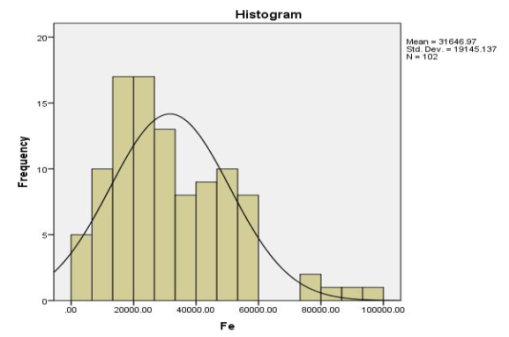 Histogram
Mean = 31646.97
Std. Dev. = 19145.137
N = 102
Frequency
20
15
10
5
0
.00 20000.00 40000.00 60000.00 80000.00 100000.00
Fe